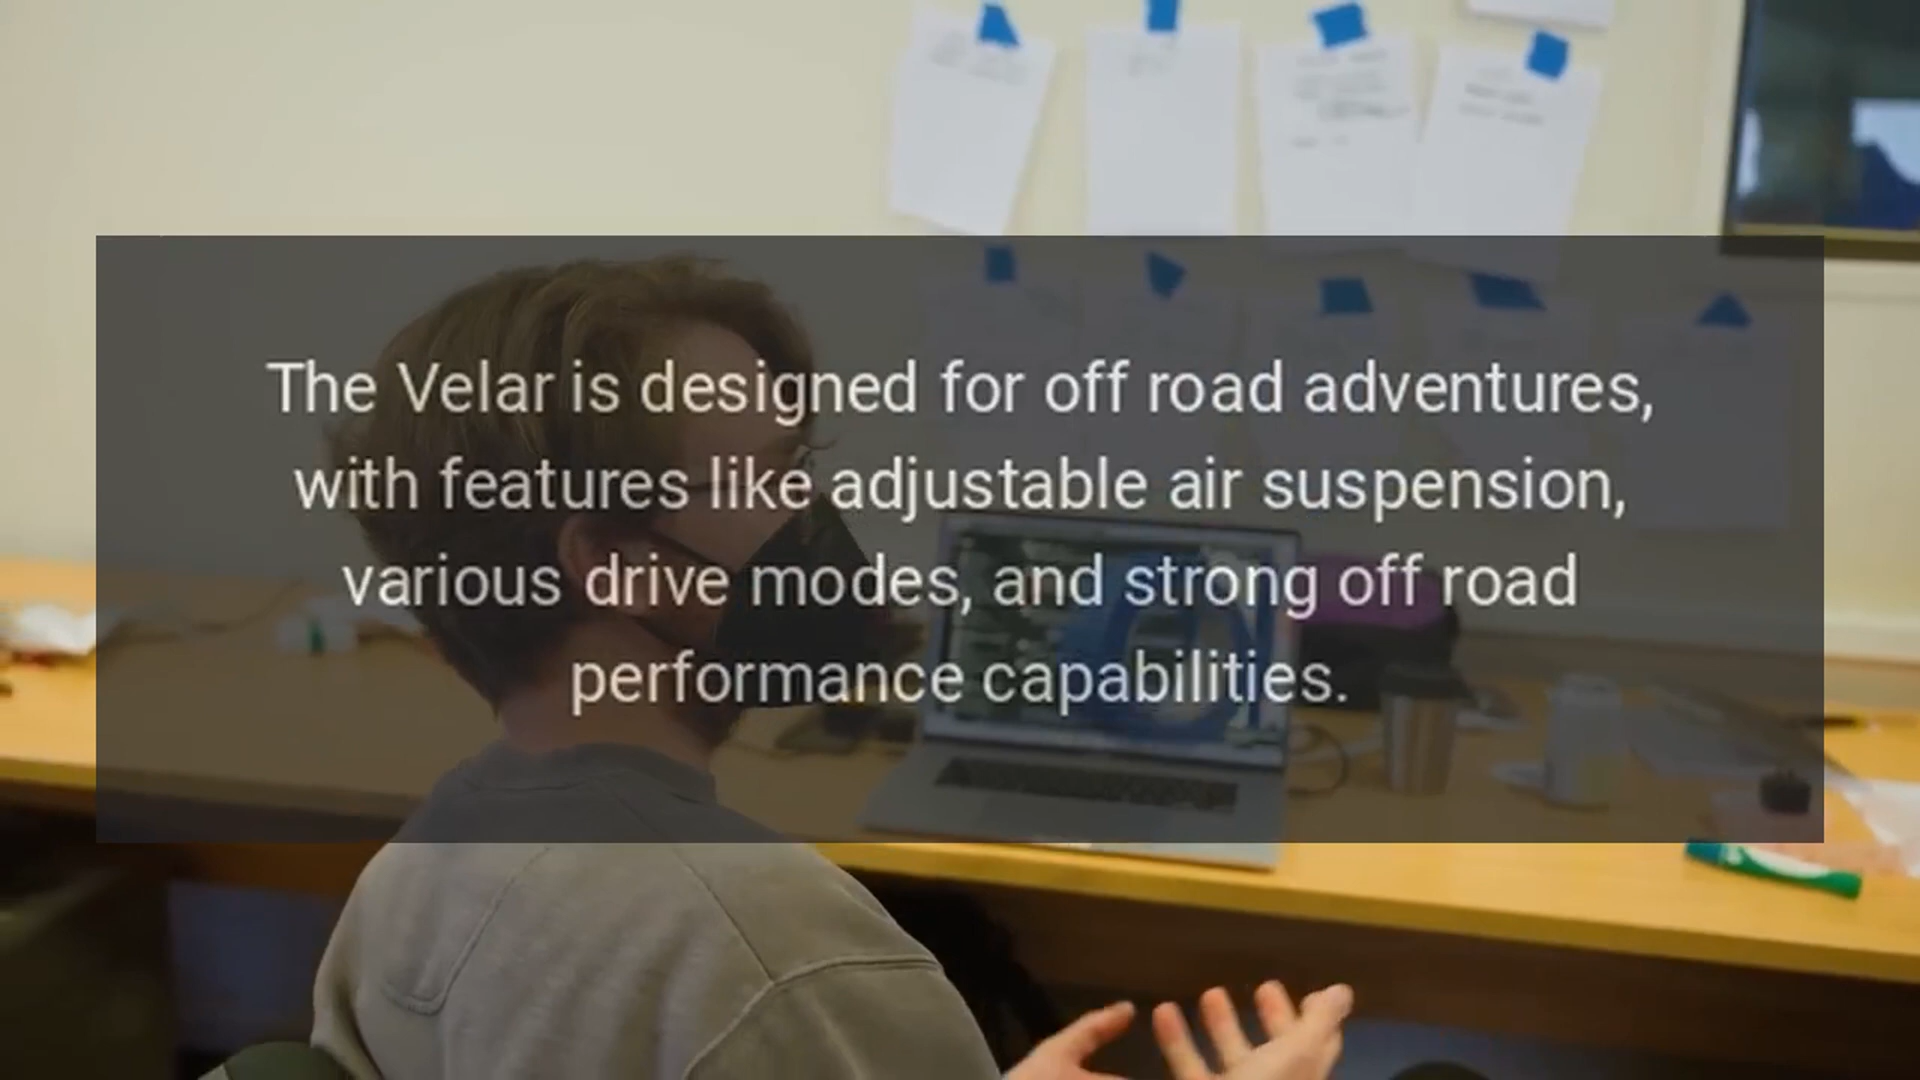 The Velar is designed for off road adventures,
with features like adjustable air suspension,
various drive modes, and strong off road
performance capabilities.